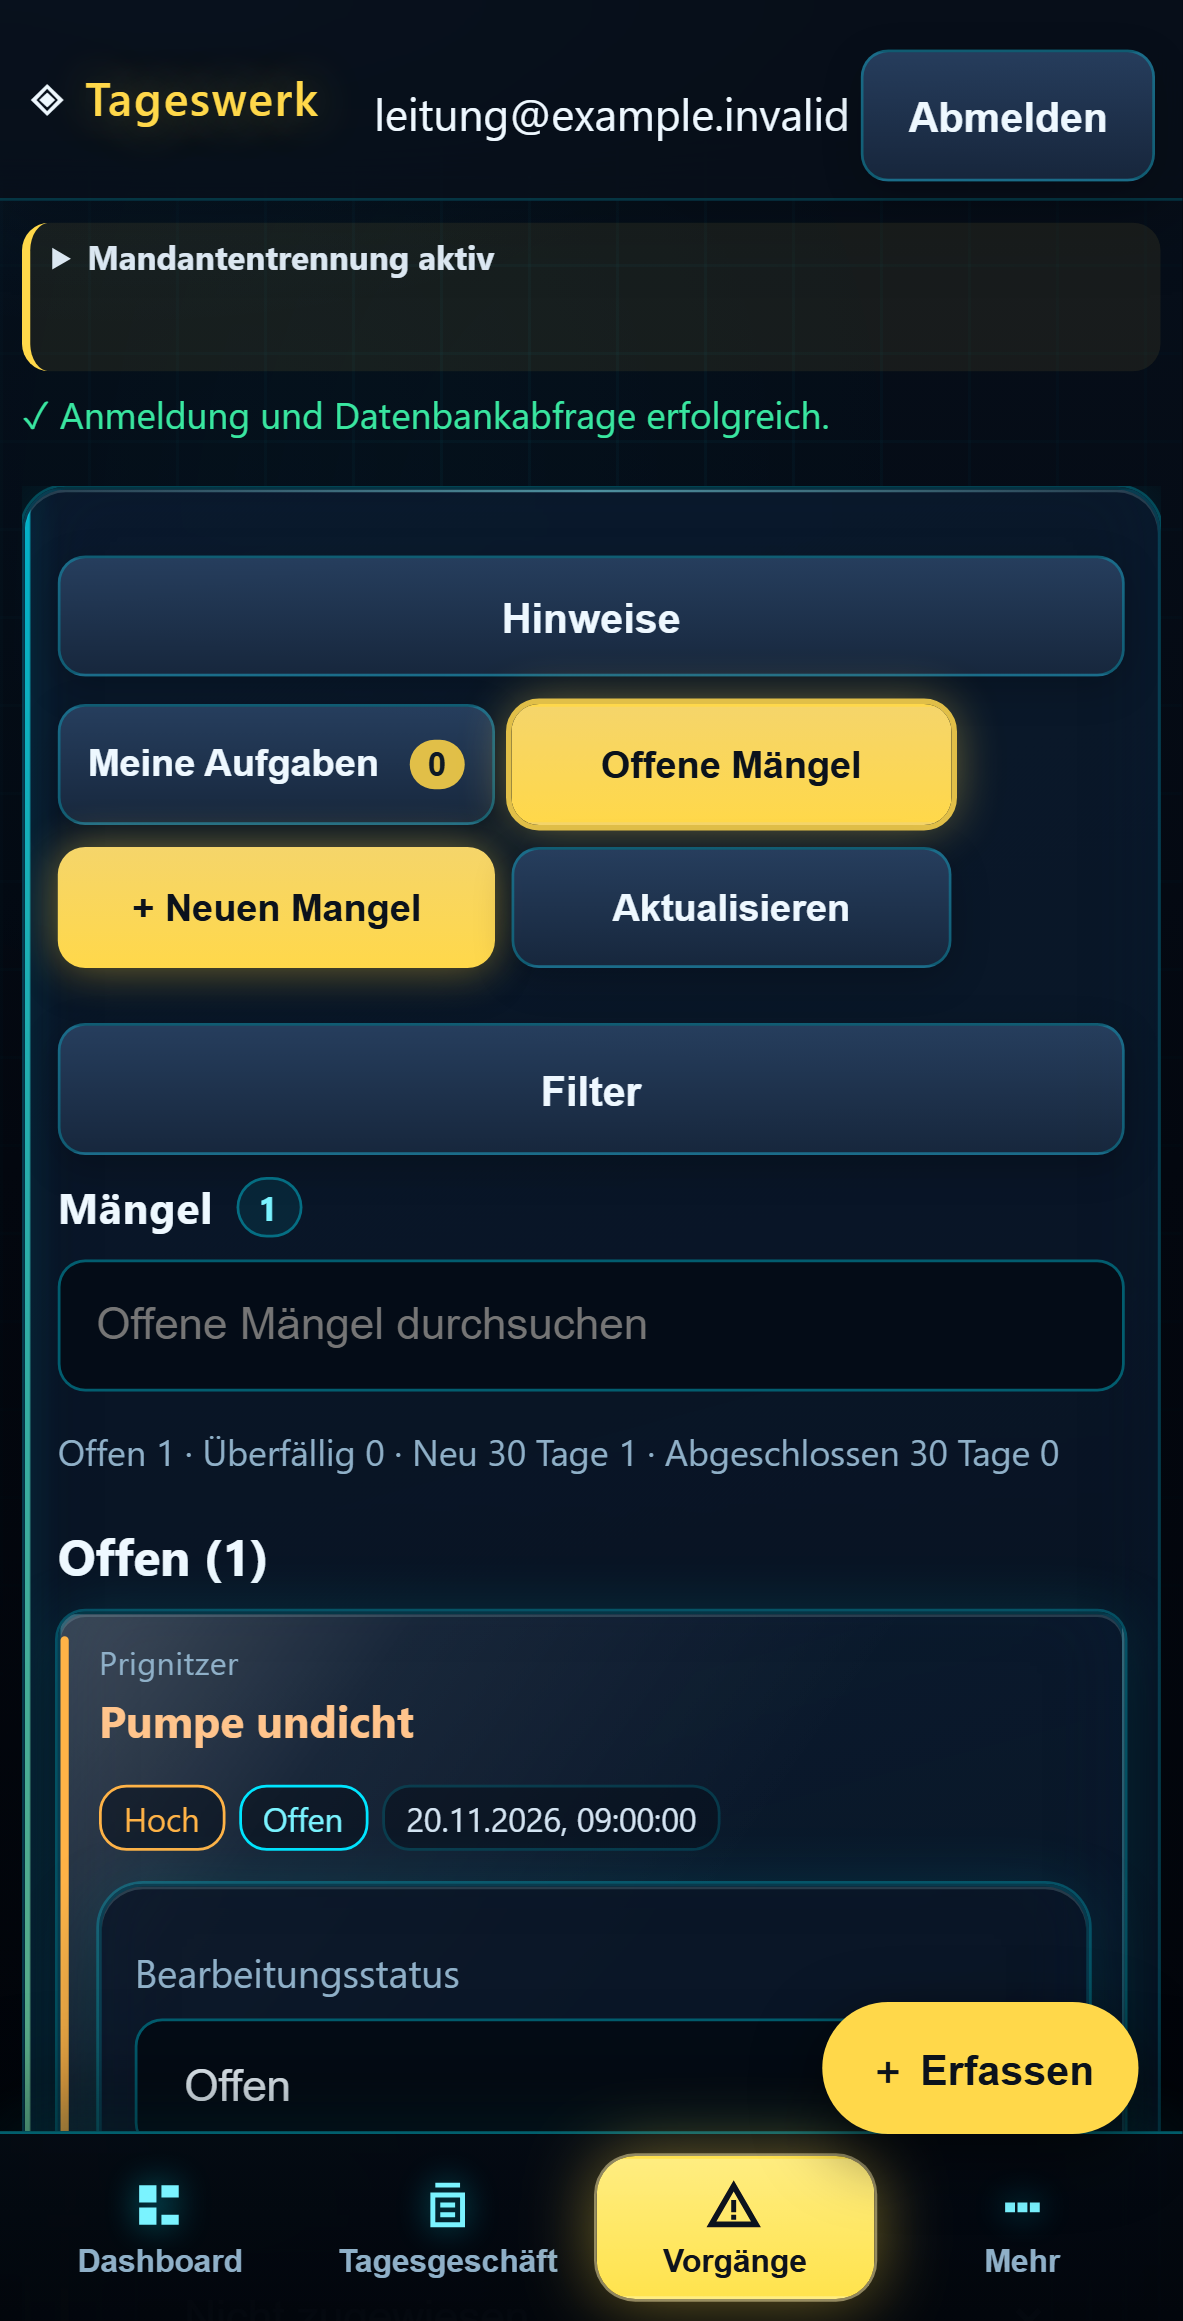 Tageswerk
leitung@example.invalid
Abmelden
Mandantentrennung aktiv
✓ Anmeldung und Datenbankabfrage erfolgreich.
Hinweise
Meine Aufgaben 0
Offene Mängel
+ Neuen Mangel
Aktualisieren
Filter
Mängel 1
Offene Mängel durchsuchen
Offen 1 · Überfällig 0 · Neu 30 Tage 1 · Abgeschlossen 30 Tage 0
Offen (1)
Prignitzer
Pumpe undicht
Hoch Offen 20.11.2026, 09:00:00
Bearbeitungsstatus
Offen
+ Erfassen
Dashboard
Tagesgeschäft
Vorgänge
Mehr